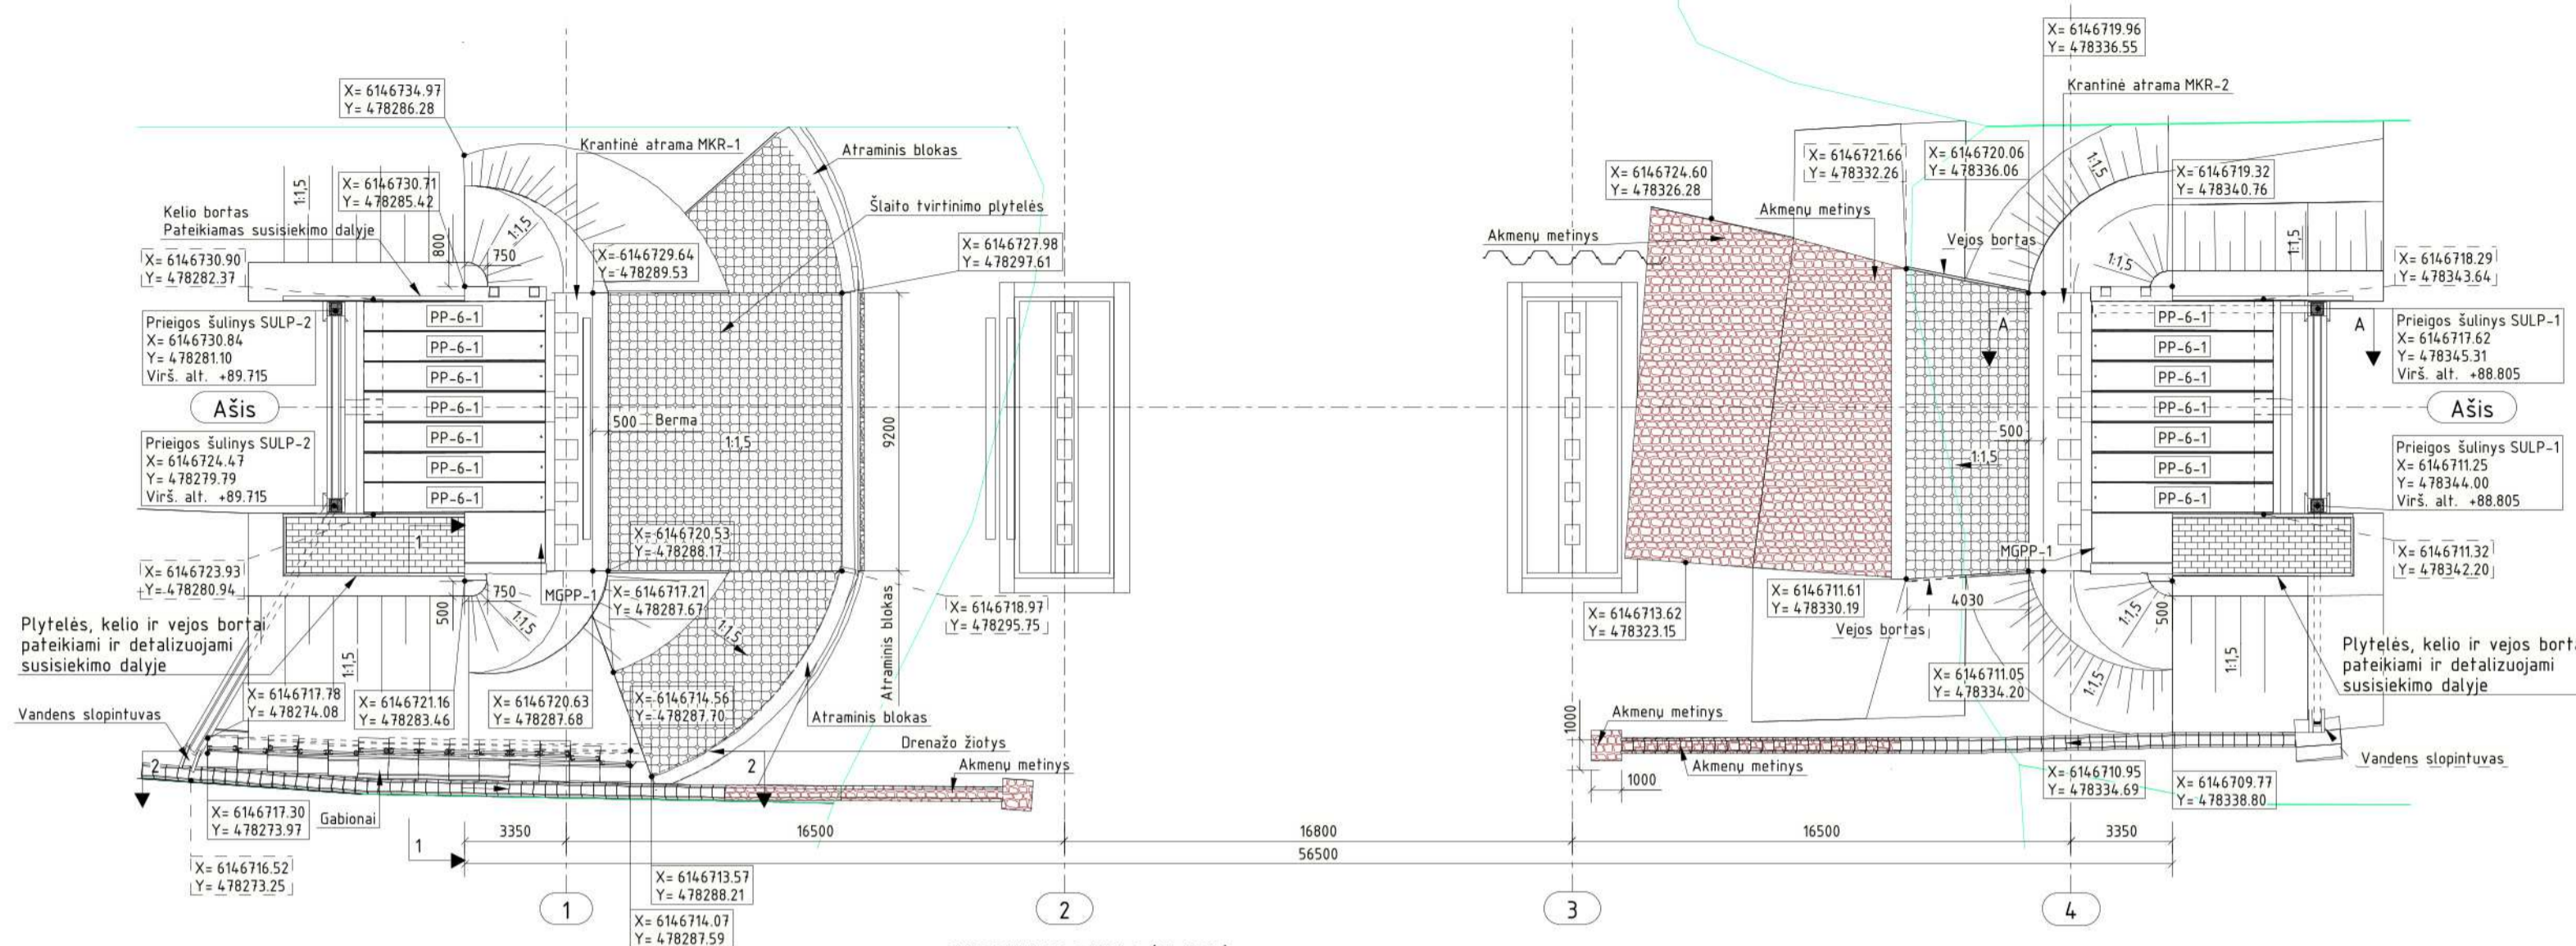 X= 6146734.97
Y= 478286.28
Krantinė atrama MKR-1
Atraminis blokas
X= 6146730.71
Y= 478285.42
1:1,5
Kelio bortas
Pateikiamas susisiekimo dalyje
800
750
1:1,5
Šlaito tvirtinimo plytelės
X= 6146730.90
Y= 478282.37
X= 6146729.64
Y= 478289.53
X= 6146727.98
Y= 478297.61
Prieigos šulinys SULP-2
X= 6146730.84
Y= 478281.10
Virš. alt. +89.715
PP-6-1
PP-6-1
PP-6-1
PP-6-1
PP-6-1
PP-6-1
PP-6-1
Ašis
500
Berma
1:1,5
9200
Prieigos šulinys SULP-2
X= 6146724.47
Y= 478279.79
Virš. alt. +89.715
1
X= 6146720.53
Y= 478288.17
X= 6146723.93
Y= 478280.94
500
750
1:1,5
MGPP-1
X= 6146717.21
Y= 478287.67
1:1,5
X= 6146718.97
Y= 478295.75
Atraminis blokas
Plytelės, kelio ir vejos bortai
pateikiami ir detalizuojami
susisiekimo dalyje
1:1,5
X= 6146717.78
Y= 478274.08
X= 6146721.16
Y= 478283.46
X= 6146720.63
Y= 478287.68
X= 6146714.56
Y= 478287.70
Atraminis blokas
Vandens slopintuvas
Drenažo žiotys
2
2
Akmenų metinys
X= 6146717.30
Y= 478273.97
Gabionai
1
X= 6146716.52
Y= 478273.25
X= 6146713.57
Y= 478288.21
X= 6146714.07
Y= 478287.59
3350
16500
16800
16500
3350
56500
1
2
3
4
X= 6146719.96
Y= 478336.55
Krantinė atrama MKR-2
X= 6146724.60
Y= 478326.28
X= 6146721.66
Y= 478332.26
X= 6146720.06
Y= 478336.06
1:1,5
X= 6146719.32
Y= 478340.76
Akmenų metinys
Akmenų metinys
Vejos bortas
1:1,5
1:1,5
X= 6146718.29
Y= 478343.64
A
A
PP-6-1
PP-6-1
PP-6-1
PP-6-1
PP-6-1
PP-6-1
PP-6-1
Prieigos šulinys SULP-1
X= 6146717.62
Y= 478345.31
Virš. alt. +88.805
Ašis
500
1:1,5
Prieigos šulinys SULP-1
X= 6146711.25
Y= 478344.00
Virš. alt. +88.805
MGPP-1
X= 6146711.32
Y= 478342.20
X= 6146713.62
Y= 478323.15
X= 6146711.61
Y= 478330.19
4030
Vejos bortas
1:1,5
500
1:1,5
1:1,5
Plytelės, kelio ir vejos borta
pateikiami ir detalizuojami
susisiekimo dalyje
X= 6146711.05
Y= 478334.20
1000
Akmenų metinys
Akmenų metinys
1000
X= 6146710.95
Y= 478334.69
X= 6146709.77
Y= 478338.80
Vandens slopintuvas